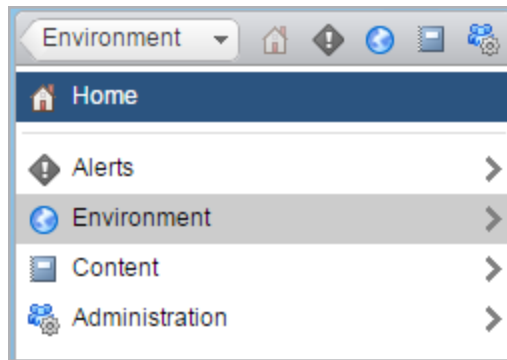 Environment
Home
Alerts
Environment
Content
Administration